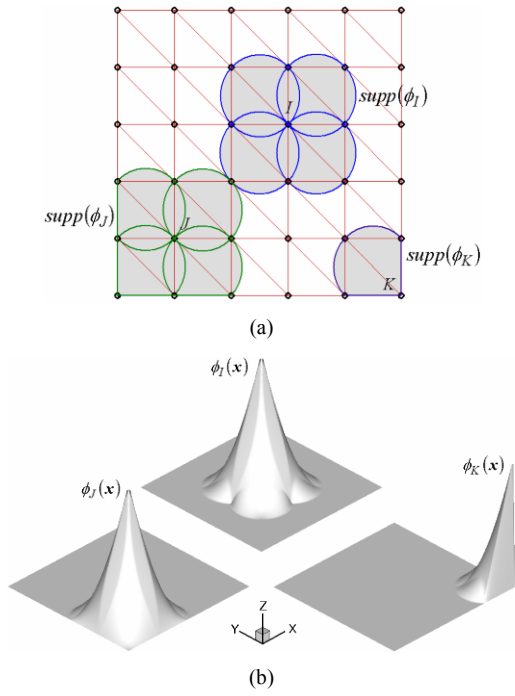 I
supp(ϕ_I)
supp(ϕ_J)
J
supp(ϕ_K)
K
(a)
ϕ_I(x)
ϕ_J(x)
ϕ_K(x)
Z
Y
X
(b)